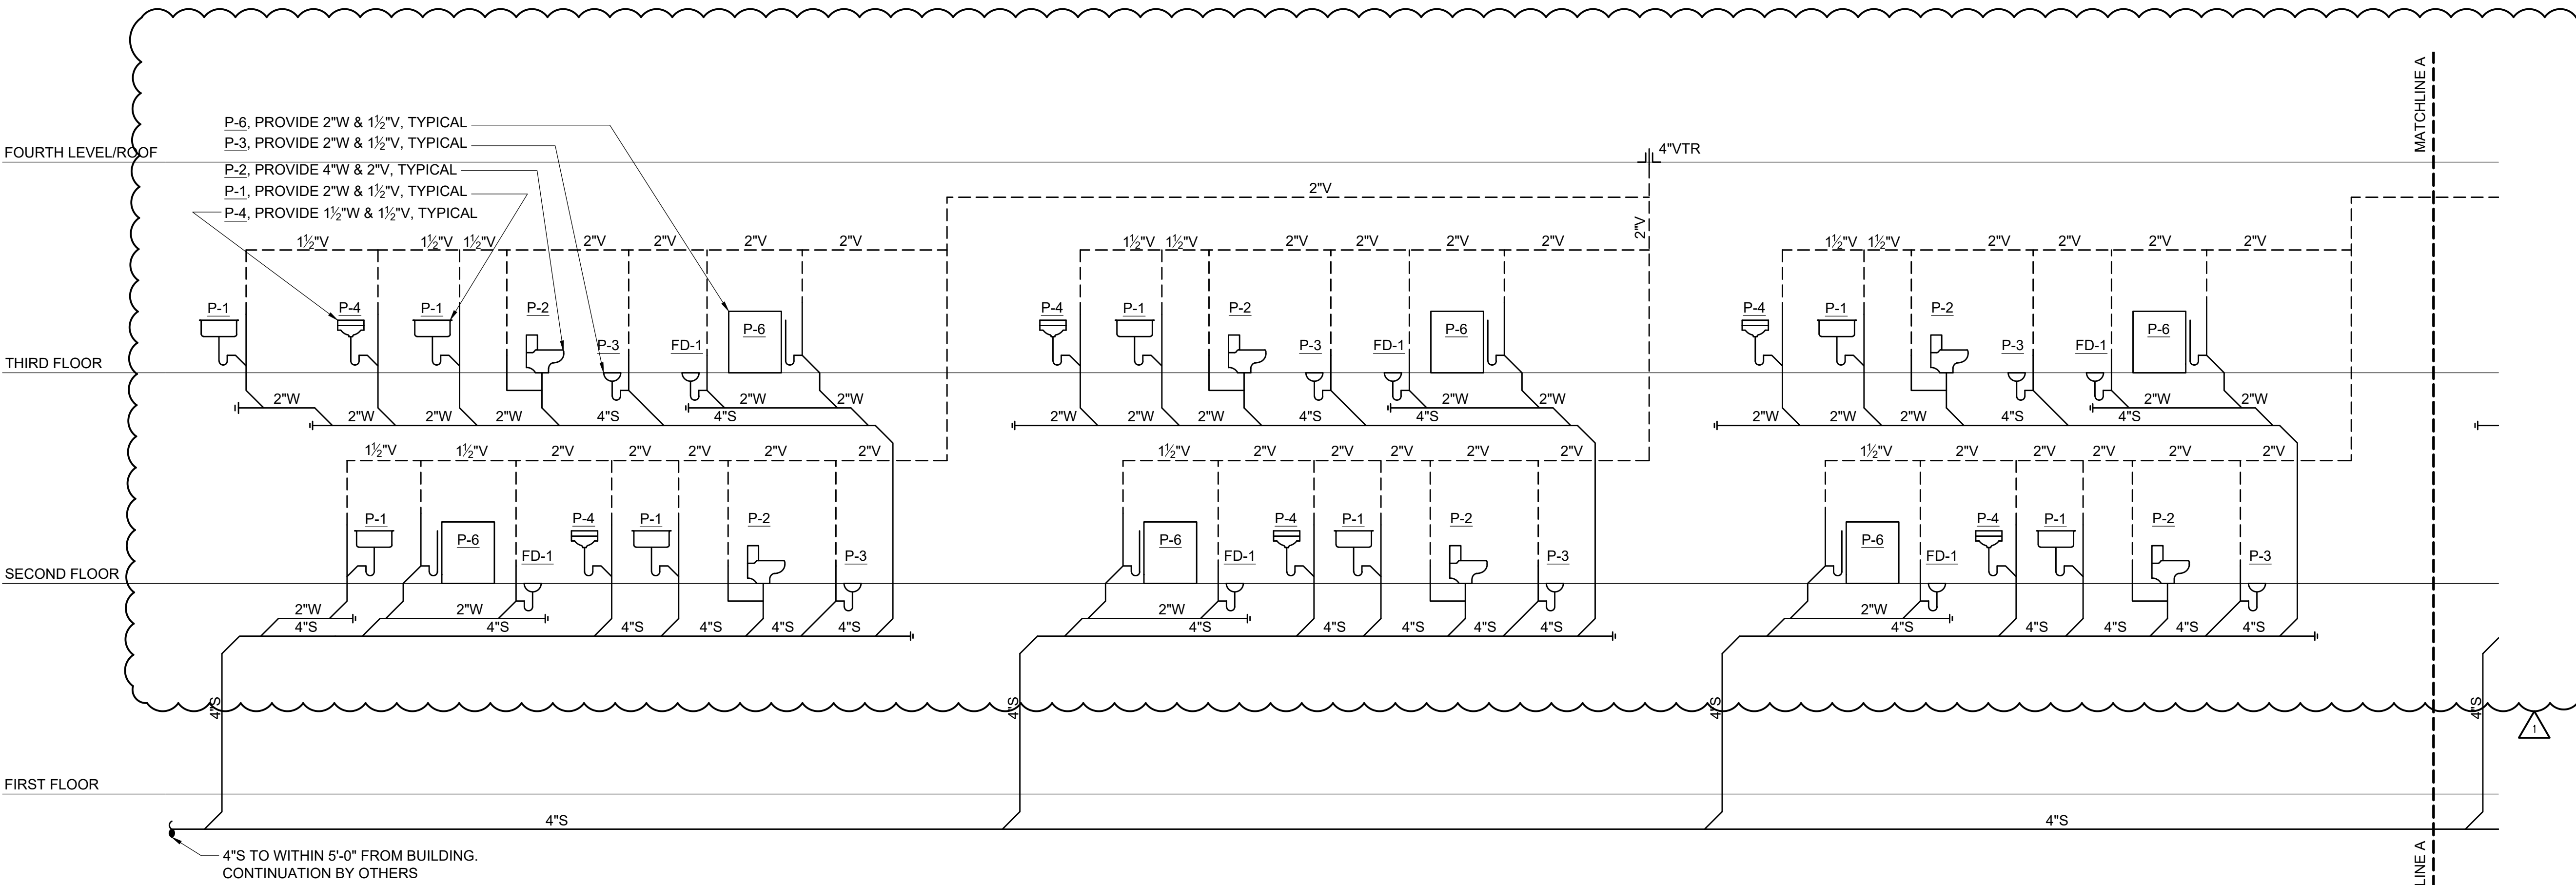 MATCHLINE A
P-6, PROVIDE 2"W & 1½"V, TYPICAL
P-3, PROVIDE 2"W & 1½"V, TYPICAL
FOURTH LEVEL/ROOF
4"VTR
P-2, PROVIDE 4"W & 2"V, TYPICAL
P-1, PROVIDE 2"W & 1½"V, TYPICAL
P-4, PROVIDE 1½"W & 1½"V, TYPICAL
2"V
2"V
1½"V 1½"V 1½"V 2"V 2"V 2"V 2"V
1½"V 1½"V 2"V 2"V 2"V 2"V
1½"V 1½"V 2"V 2"V 2"V 2"V
P-1 P-4 P-1 P-2 P-3 FD-1 P-6
P-4 P-1 P-2 P-3 FD-1 P-6
P-4 P-1 P-2 P-3 FD-1 P-6
THIRD FLOOR
2"W 2"W 2"W
2"W 2"W
2"W 2"W
2"W 2"W 2"W 4"S 4"S
2"W 2"W 2"W 4"S 4"S
2"W 2"W 2"W 4"S 4"S
1½"V 1½"V 2"V 2"V 2"V 2"V 2"V
1½"V 2"V 2"V 2"V 2"V 2"V
1½"V 2"V 2"V 2"V 2"V 2"V
P-1 P-6 FD-1 P-4 P-1 P-2 P-3
P-6 FD-1 P-4 P-1 P-2 P-3
P-6 FD-1 P-4 P-1 P-2 P-3
SECOND FLOOR
2"W 2"W
2"W
2"W
4"S 4"S 4"S 4"S 4"S 4"S
4"S 4"S 4"S 4"S 4"S
4"S 4"S 4"S 4"S 4"S
4"S 4"S 4"S 4"S
1
FIRST FLOOR
4"S 4"S
4"S TO WITHIN 5'-0" FROM BUILDING.
CONTINUATION BY OTHERS
LINE A